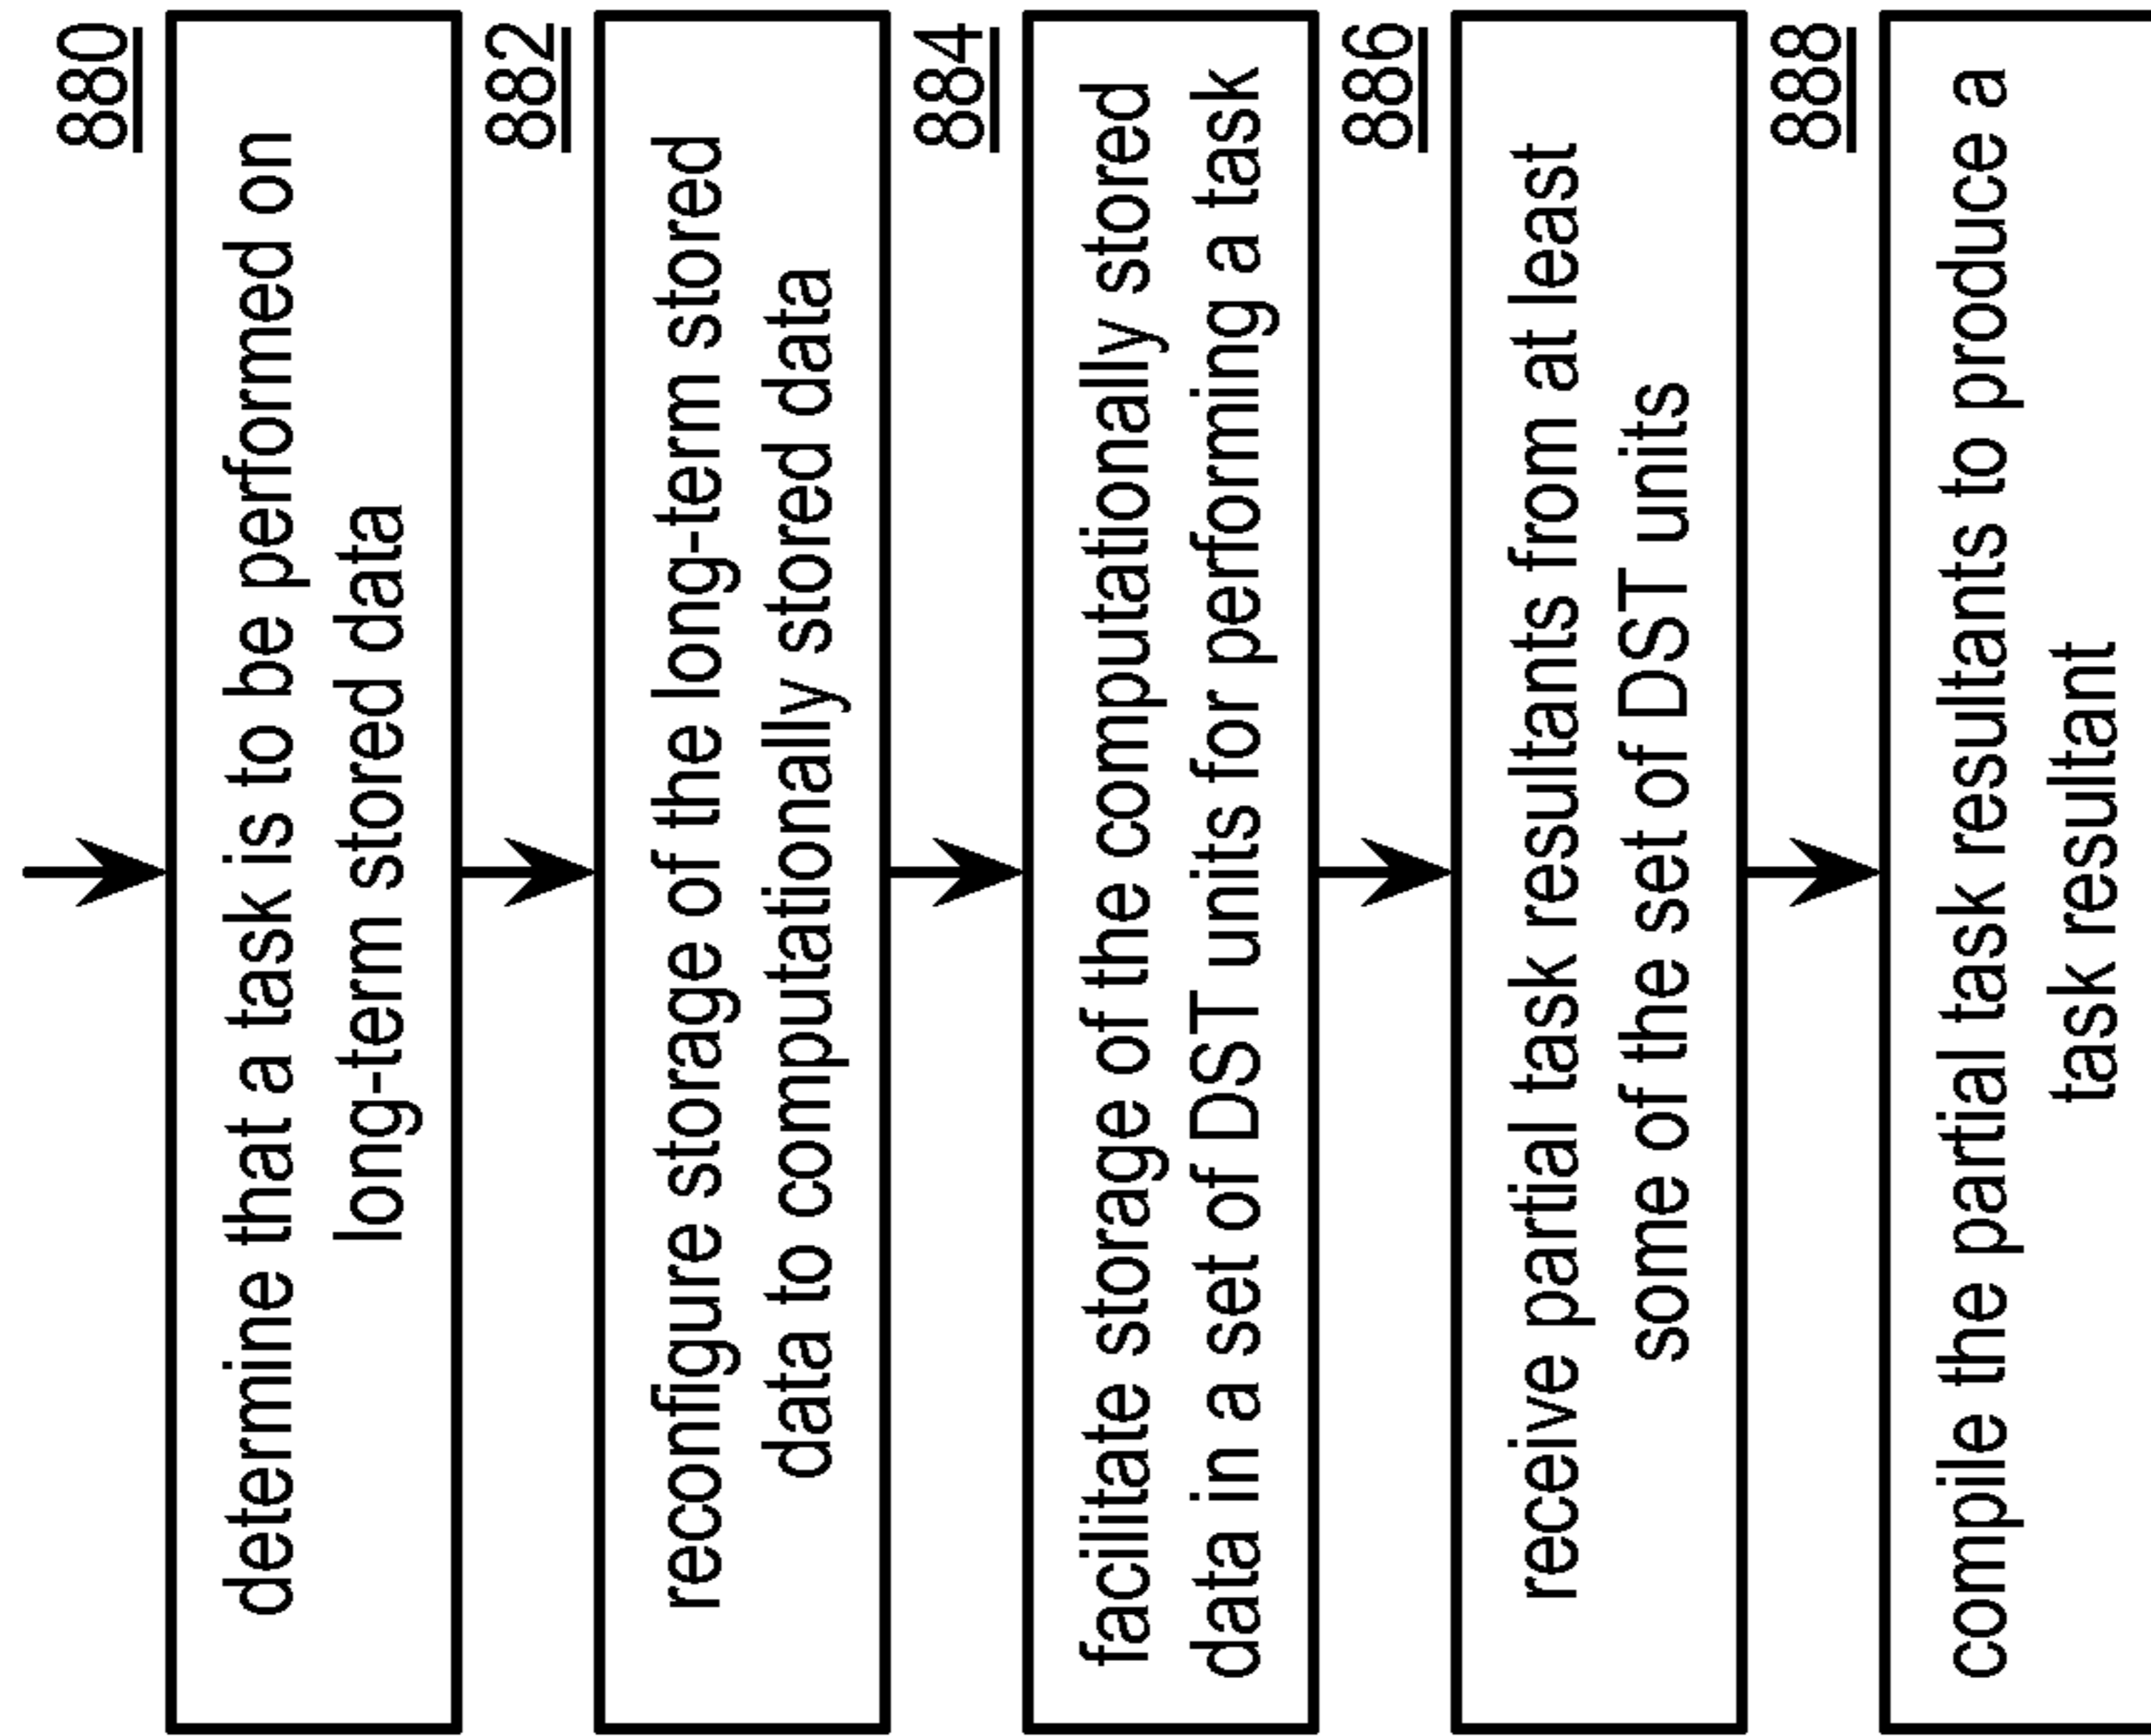 880
determine that a task is to be performed on
long-term stored data
882
reconfigure storage of the long-term stored
data to computationally stored data
884
facilitate storage of the computationally stored
data in a set of DST units for performing a task
886
receive partial task resultants from at least
some of the set of DST units
888
compile the partial task resultants to produce a
task resultant